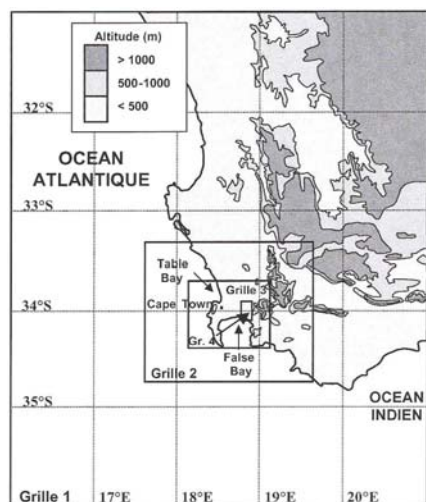 Altitude (m)
> 1000
500-1000
< 500
32°S
OCEAN
ATLANTIQUE
33°S
Table
Bay
Grille 3
34°S
Cape Town
Gr. 4
False
Bay
Grille 2
OCEAN
INDIEN
35°S
Grille 1
17°E
18°E
19°E
20°E